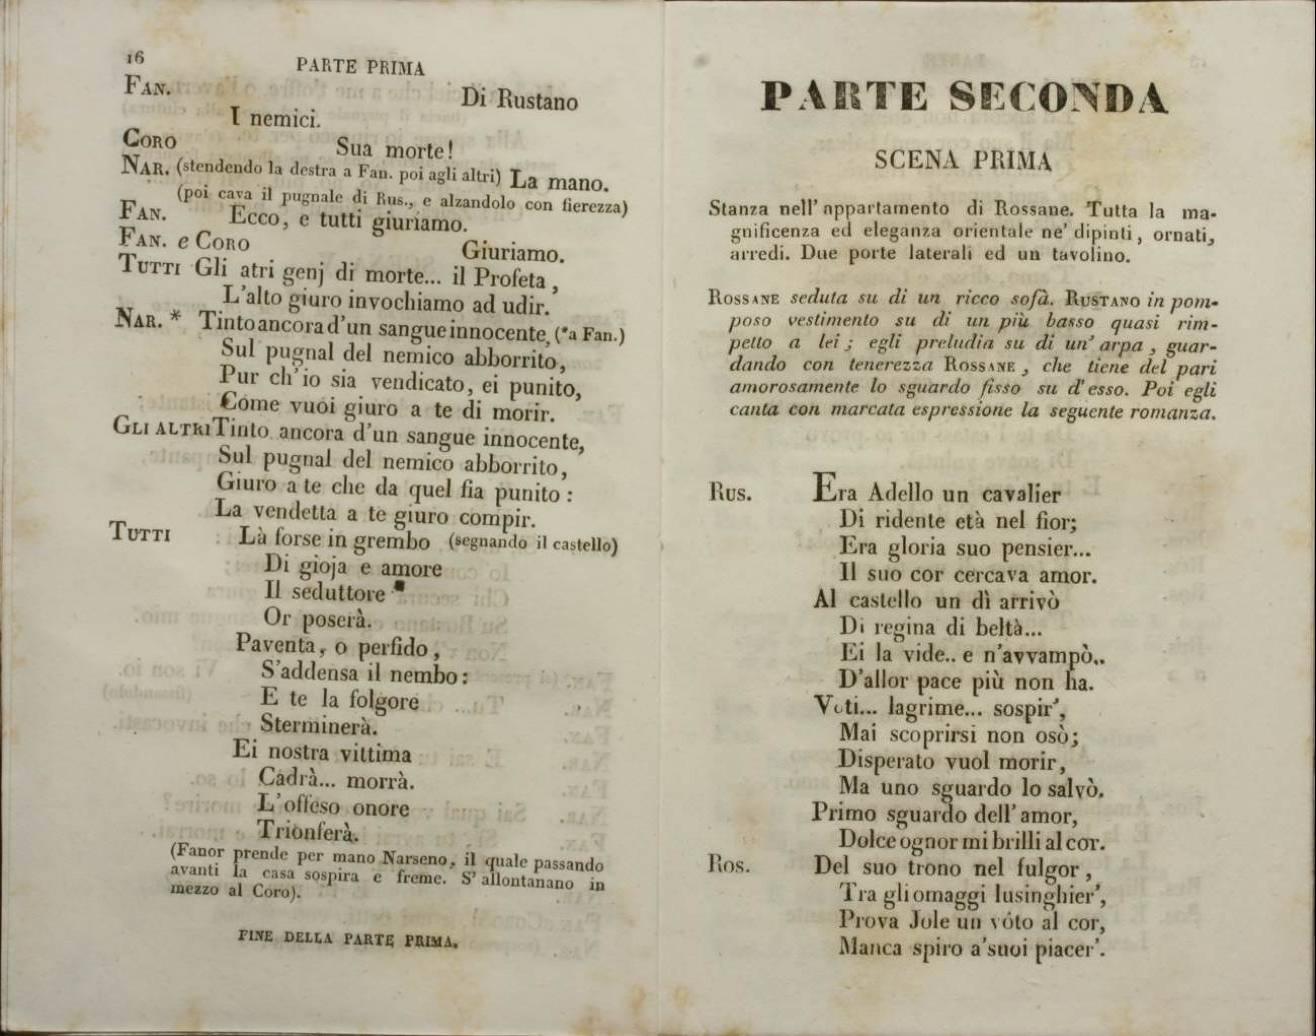 16
PARTE PRIMA
FAN. Di Rustano
I nemici.
CORO Sua morte!
NAR. (stendendo la destra a Fan. poi agli altri) La mano.
(poi cava il pugnale di Rus., e alzandolo con fierezza)
FAN. Ecco, e tutti giuriamo.
FAN. e CORO Giuriamo.
TUTTI Gli atri genj di morte... il Profeta,
L'alto giuro invochiamo ad udir.
NAR. * Tinto ancora d'un sangue innocente, (*a Fan.)
Sul pugnal del nemico abborrito,
Pur ch'io sia vendicato, ei punito,
Come vuoi giuro a te di morir.
GLI ALTRI Tinto ancora d'un sangue innocente,
Sul pugnal del nemico abborrito,
Giuro a te che da quel fia punito:
La vendetta a te giuro compir.
TUTTI Là forse in grembo (segnando il castello)
Di gioja e amore
Il seduttore
Or poserà.
Paventa, o perfido,
S'addensa il nembo:
E te la folgore
Sterminerà.
Ei nostra vittima
Cadrà... morrà.
L'offeso onore
Trionferà.
(Fanor prende per mano Narseno, il quale passando
avanti la casa sospira e freme. S'allontanano in
mezzo al Coro).
FINE DELLA PARTE PRIMA.
PARTE SECONDA
SCENA PRIMA
Stanza nell'appartamento di Rossane. Tutta la ma-
gnificenza ed eleganza orientale ne' dipinti, ornati,
arredi. Due porte laterali ed un tavolino.
ROSSANE seduta su di un ricco sofà. RUSTANO in pom-
poso vestimento su di un più basso quasi rim-
petto a lei; egli preludia su di un' arpa, guar-
dando con tenerezza ROSSANE, che tiene del pari
amorosamente lo sguardo fisso su d'esso. Poi egli
canta con marcata espressione la seguente romanza.
RUS. Era Adello un cavalier
Di ridente età nel fior;
Era gloria suo pensier...
Il suo cor cercava amor.
Al castello un dì arrivò
Di regina di beltà...
Ei la vide.. e n'avvampò..
D'allor pace più non ha.
Voti... lagrime... sospir',
Mai scoprirsi non osò;
Disperato vuol morir,
Ma uno sguardo lo salvò.
Primo sguardo dell'amor,
Dolce ognor mi brilli al cor.
ROS. Del suo trono nel fulgor,
Tra gli omaggi lusinghier',
Prova Jole un vóto al cor,
Manca spiro a'suoi piacer'.